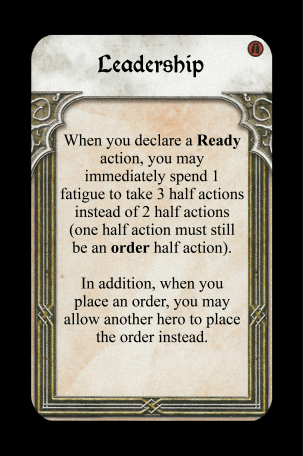 Leadership
When you declare a Ready
action, you may
immediately spend 1
fatigue to take 3 half actions
instead of 2 half actions
(one half action must still
be an order half action).
In addition, when you
place an order, you may
allow another hero to place
the order instead.